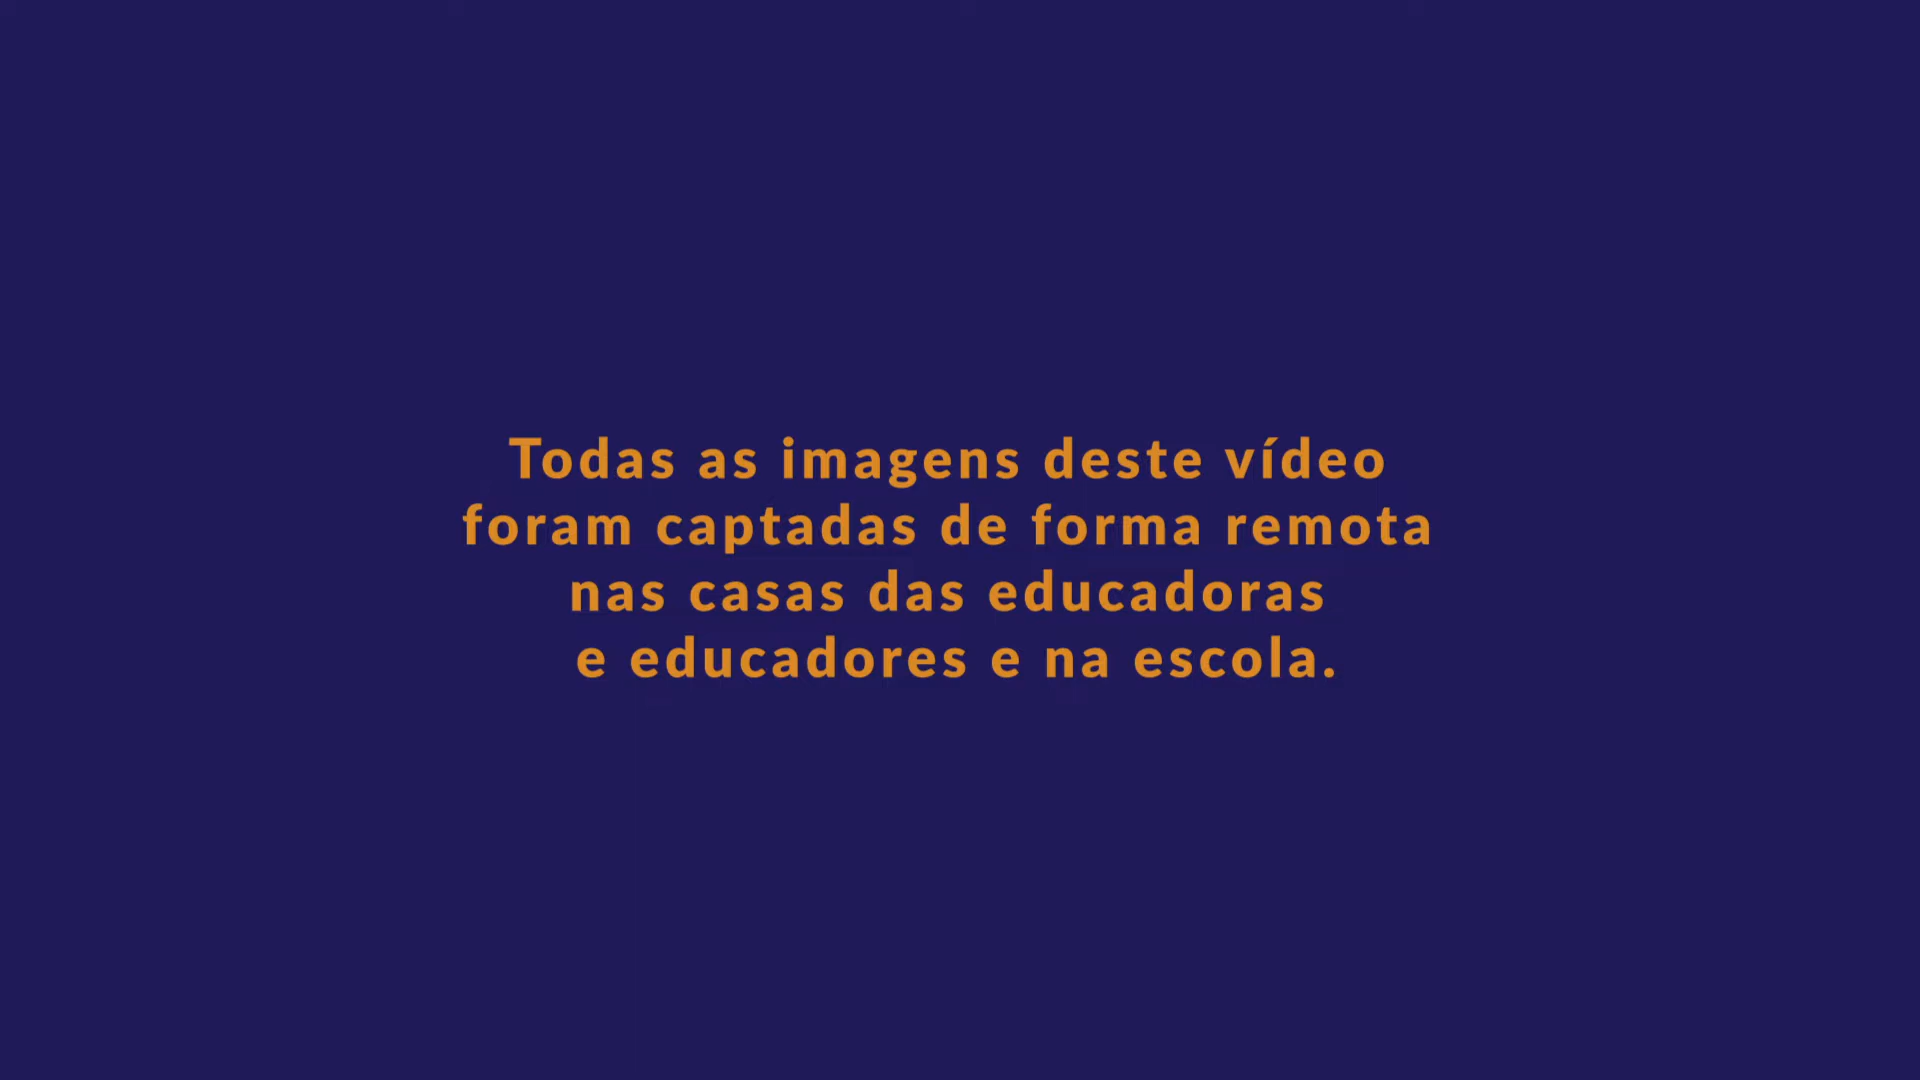 Todas as imagens deste vídeo
foram captadas de forma remota
nas casas das educadoras
e educadores e na escola.